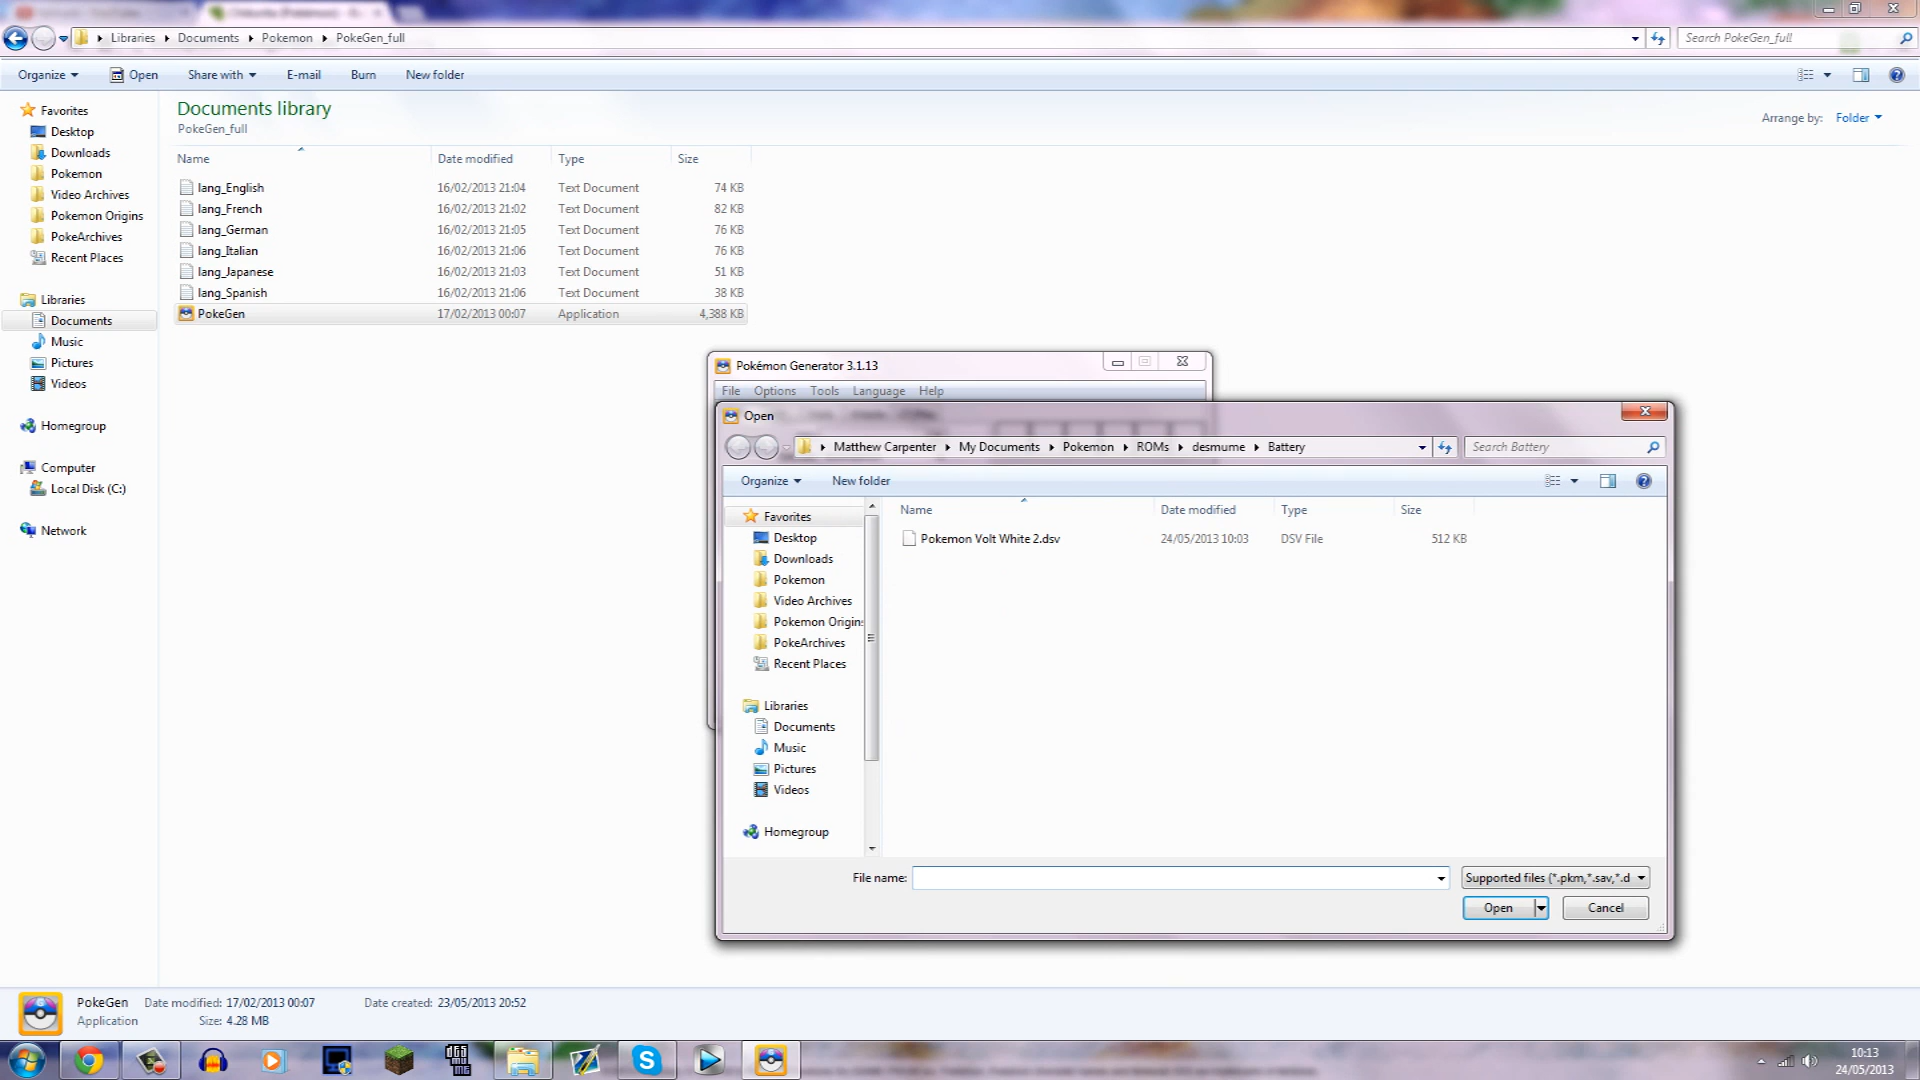 Libraries Documents Pokemon PokeGen_full
Search PokeGen_full
Organize Open Share with E-mail Burn New folder
Documents library
PokeGen_full
Arrange by: Folder
Name Date modified Type Size
lang_English 16/02/2013 21:04 Text Document 74 KB
lang_French 16/02/2013 21:02 Text Document 82 KB
lang_German 16/02/2013 21:05 Text Document 76 KB
lang_Italian 16/02/2013 21:06 Text Document 76 KB
lang_Japanese 16/02/2013 21:03 Text Document 51 KB
lang_Spanish 16/02/2013 21:06 Text Document 38 KB
PokeGen 17/02/2013 00:07 Application 4,388 KB
Favorites
Desktop
Downloads
Pokemon
Video Archives
Pokemon Origins
PokeArchives
Recent Places
Libraries
Documents
Music
Pictures
Videos
Homegroup
Computer
Local Disk (C:)
Network
Pokémon Generator 3.1.13
File Options Tools Language Help
Open
Matthew Carpenter My Documents Pokemon ROMs desmume Battery
Search Battery
Organize New folder
Name Date modified Type Size
Pokemon Volt White 2.dsv 24/05/2013 10:03 DSV File 512 KB
Favorites
Desktop
Downloads
Pokemon
Video Archives
Pokemon Origins
PokeArchives
Recent Places
Libraries
Documents
Music
Pictures
Videos
Homegroup
File name:
Supported files (*.pkm,*.sav,*.d
Open Cancel
PokeGen Date modified: 17/02/2013 00:07 Date created: 23/05/2013 20:52
Application Size: 4.28 MB
DES MU ME
10:13
24/05/2013